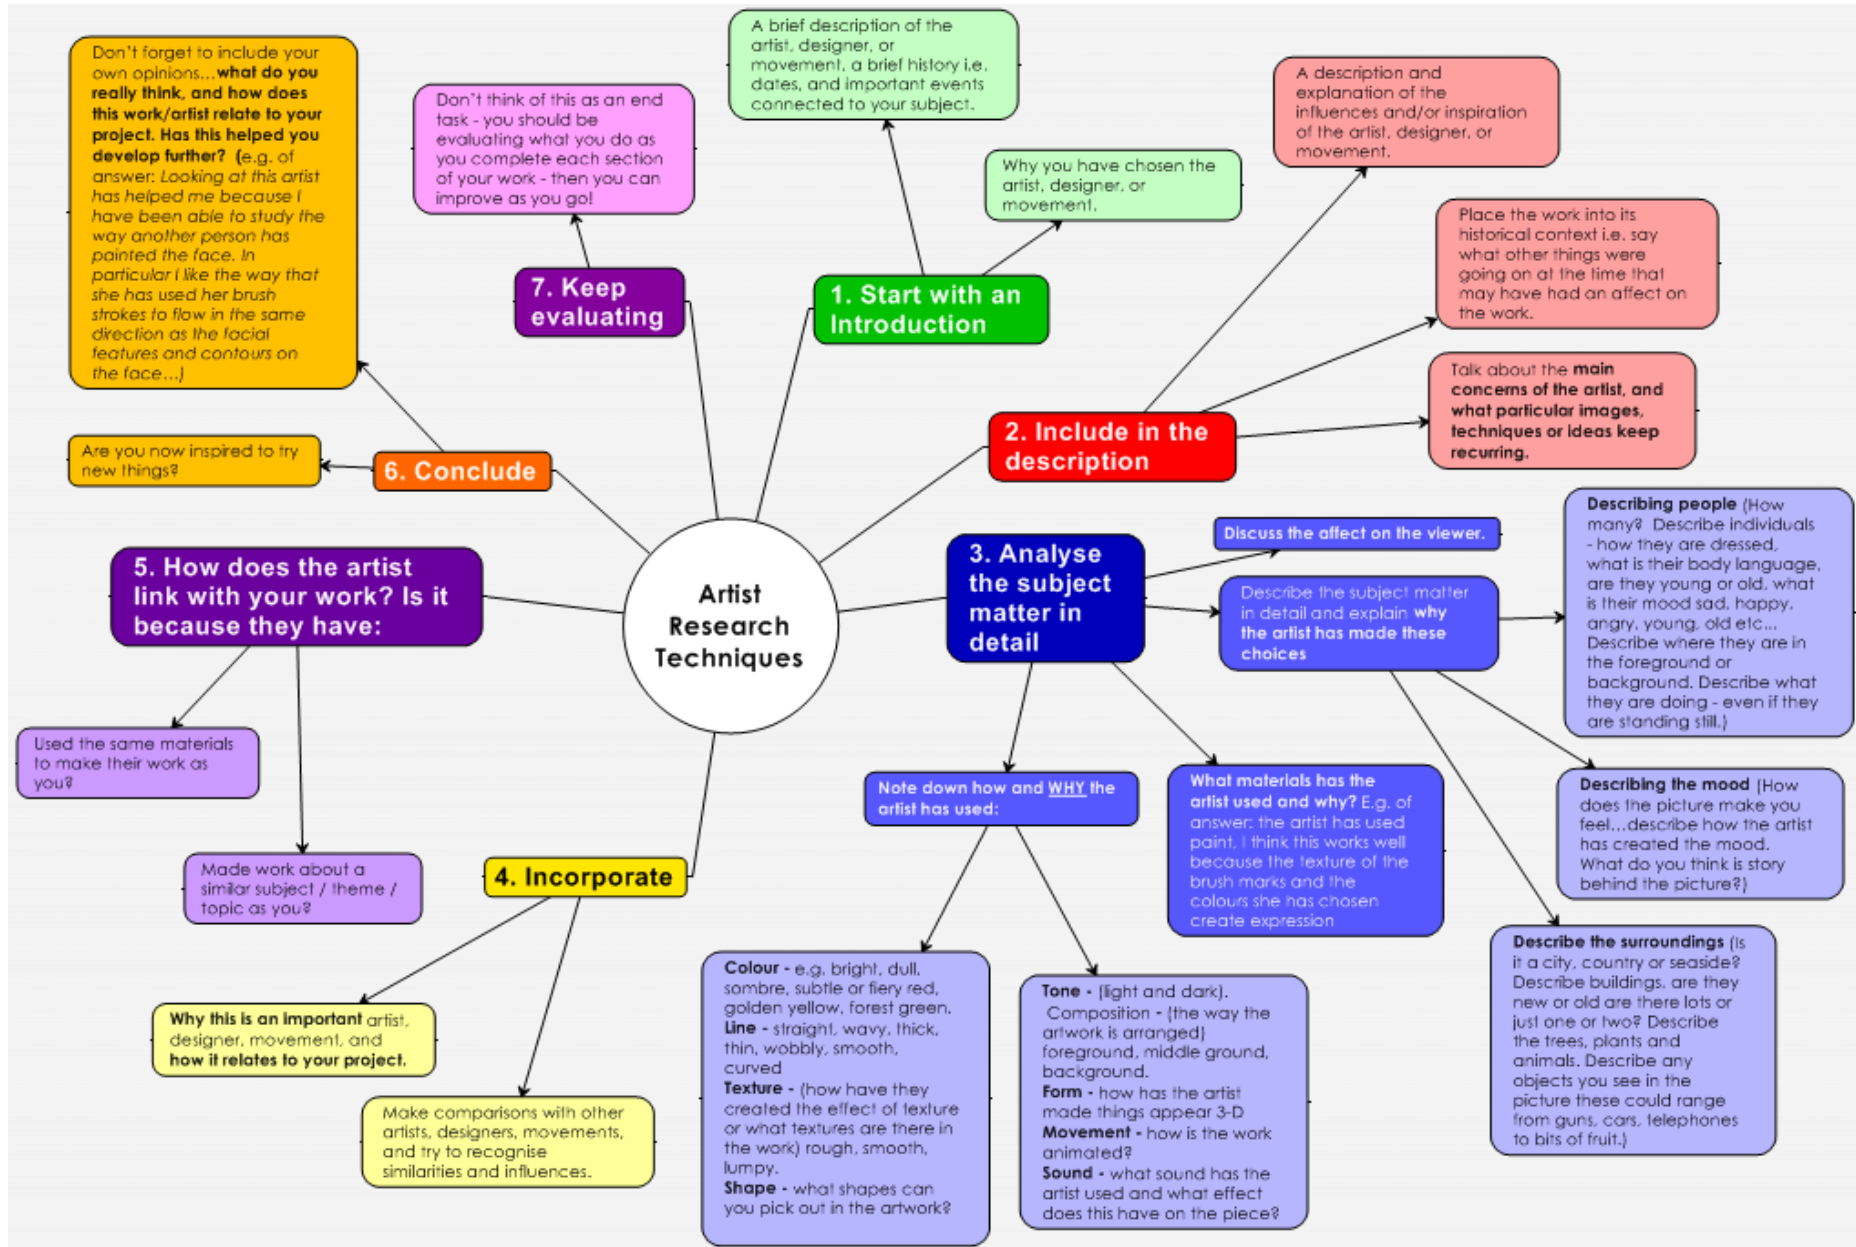 Artist
Research
Techniques
1. Start with an
Introduction
A brief description of the
artist, designer, or
movement, a brief history i.e.
dates, and important events
connected to your subject.
Why you have chosen the
artist, designer, or
movement.
2. Include in the
description
A description and
explanation of the
influences and/or inspiration
of the artist, designer, or
movement.
Place the work into its
historical context i.e. say
what other things were
going on at the time that
may have had an affect on
the work.
Talk about the main
concerns of the artist, and
what particular images,
techniques or ideas keep
recurring.
3. Analyse
the subject
matter in
detail
Discuss the affect on the viewer.
Describe the subject matter
in detail and explain why
the artist has made these
choices
Describing people (How
many? Describe individuals
- how they are dressed,
what is their body language,
are they young or old, what
is their mood sad, happy,
angry, young, old etc...
Describe where they are in
the foreground or
background. Describe what
they are doing - even if they
are standing still.)
Describing the mood (How
does the picture make you
feel...describe how the artist
has created the mood.
What do you think is story
behind the picture?)
Describe the surroundings (Is
it a city, country or seaside?
Describe buildings, are they
new or old are there lots or
just one or two? Describe
the trees, plants and
animals. Describe any
objects you see in the
picture these could range
from guns, cars, telephones
to bits of fruit.)
What materials has the
artist used and why? E.g. of
answer: the artist has used
paint, I think this works well
because the texture of the
brush marks and the
colours she has chosen
create expression
Note down how and WHY the
artist has used:
Colour - e.g. bright, dull,
sombre, subtle or fiery red,
golden yellow, forest green.
Line - straight, wavy, thick,
thin, wobbly, smooth,
curved
Texture - (how have they
created the effect of texture
or what textures are there in
the work) rough, smooth,
lumpy.
Shape - what shapes can
you pick out in the artwork?
Tone - (light and dark).
Composition - (the way the
artwork is arranged)
foreground, middle ground,
background.
Form - how has the artist
made things appear 3-D
Movement - how is the work
animated?
Sound - what sound has the
artist used and what effect
does this have on the piece?
4. Incorporate
Why this is an important artist,
designer, movement, and
how it relates to your project.
Make comparisons with other
artists, designers, movements,
and try to recognise
similarities and influences.
5. How does the artist
link with your work? Is it
because they have:
Used the same materials
to make their work as
you?
Made work about a
similar subject / theme /
topic as you?
6. Conclude
Don't forget to include your
own opinions...what do you
really think, and how does
this work/artist relate to your
project. Has this helped you
develop further? (e.g. of
answer: Looking at this artist
has helped me because I
have been able to study the
way another person has
painted the face. In
particular I like the way that
she has used her brush
strokes to flow in the same
direction as the facial
features and contours on
the face...)
Are you now inspired to try
new things?
7. Keep
evaluating
Don't think of this as an end
task - you should be
evaluating what you do as
you complete each section
of your work - then you can
improve as you go!